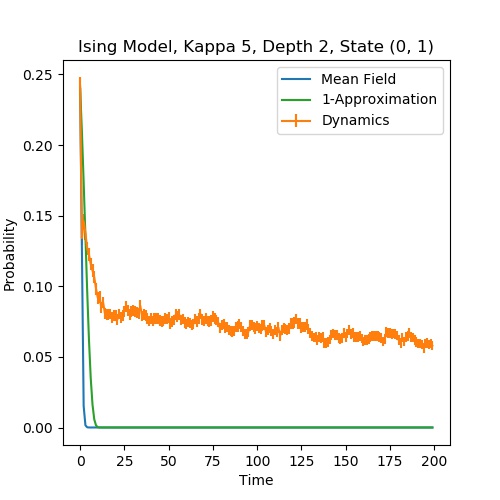 Ising Model, Kappa 5, Depth 2, State (0, 1)
Mean Field
1-Approximation
Dynamics
Probability
0.25
0.20
0.15
0.10
0.05
0.00
0 25 50 75 100 125 150 175 200
Time